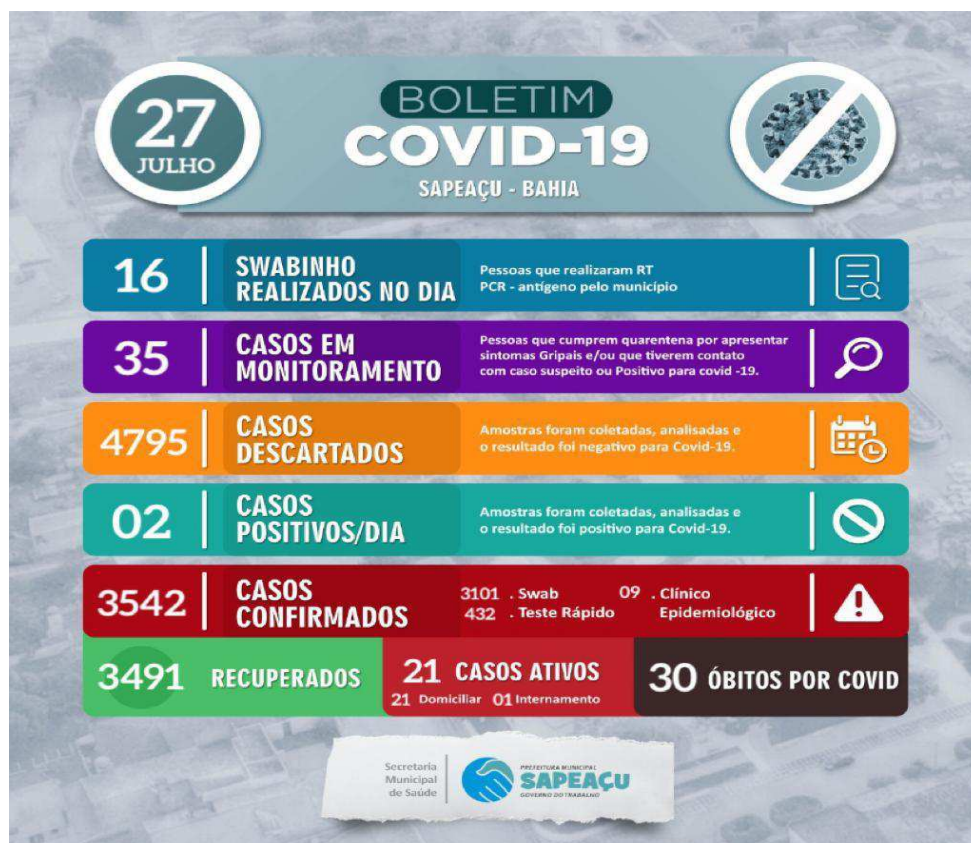 27
JULHO
BOLETIM
COVID-19
SAPEAÇU - BAHIA
16
SWABINHO
REALIZADOS NO DIA
Pessoas que realizaram RT
PCR - antígeno pelo município
35
CASOS EM
MONITORAMENTO
Pessoas que cumprem quarentena por apresentar
sintomas Gripais e/ou que tiverem contato
com caso suspeito ou Positivo para covid -19.
4795
CASOS
DESCARTADOS
Amostras foram coletadas, analisadas e
o resultado foi negativo para Covid-19.
02
CASOS
POSITIVOS/DIA
Amostras foram coletadas, analisadas e
o resultado foi positivo para Covid-19.
3542
CASOS
CONFIRMADOS
3101 . Swab
432 . Teste Rápido
09 . Clínico
Epidemiológico
3491 RECUPERADOS
21 CASOS ATIVOS
21 Domiciliar 01 Internamento
30 ÓBITOS POR COVID
Secretaria
Municipal
de Saúde
PREFEITURA MUNICIPAL
SAPEAÇU
GOVERNO DO TRABALHO